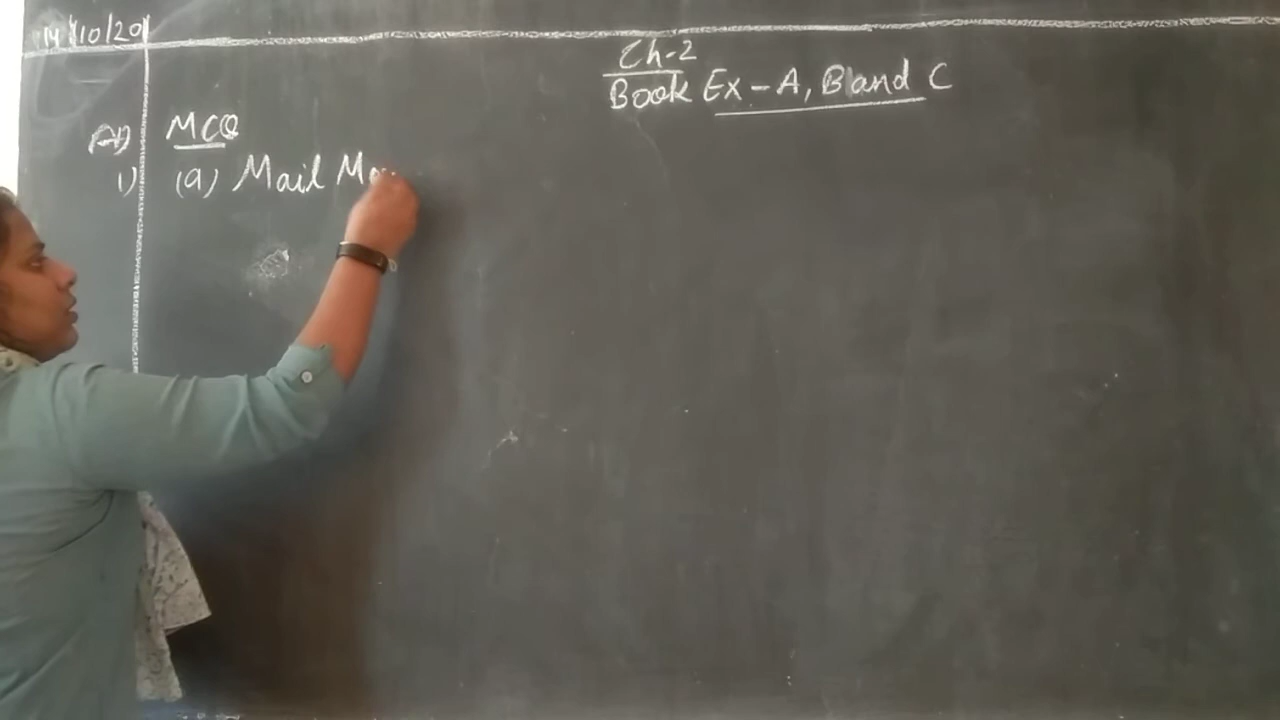 14/10/20
Ch-2
Book Ex - A, B and C
A) MCQ
1) (a) Mail